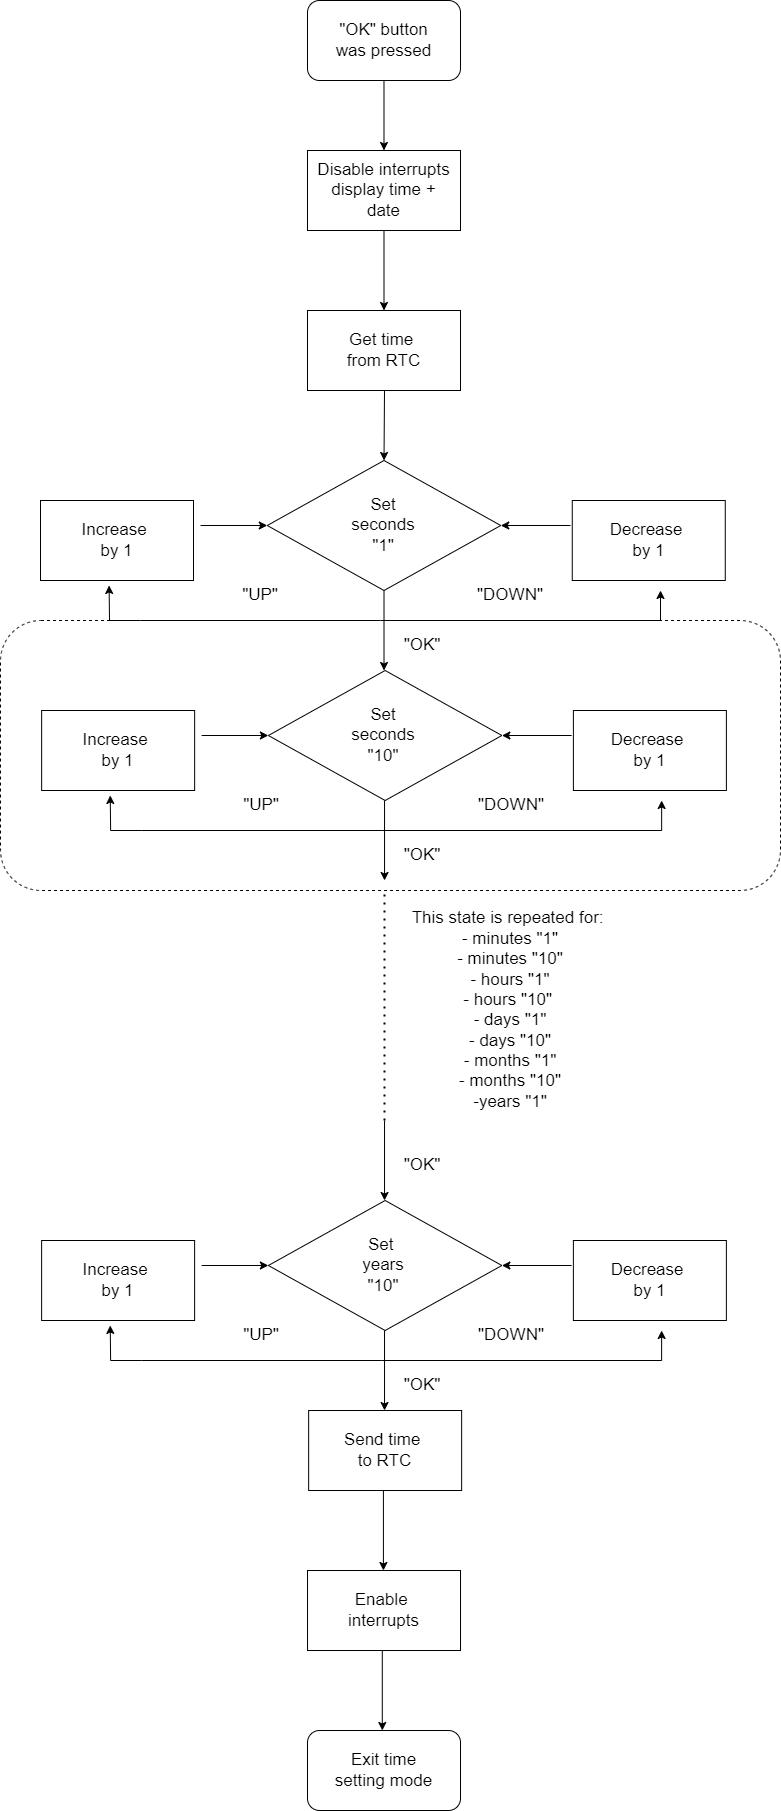 "OK" button
was pressed
Disable interrupts
display time +
date
Get time
from RTC
Set
seconds
"1"
Increase
by 1
Decrease
by 1
"UP"
"DOWN"
"OK"
Set
seconds
"10"
Increase
by 1
Decrease
by 1
"UP"
"DOWN"
"OK"
This state is repeated for:
- minutes "1"
- minutes "10"
- hours "1"
- hours "10"
- days "1"
- days "10"
- months "1"
- months "10"
-years "1"
"OK"
Set
years
"10"
Increase
by 1
Decrease
by 1
"UP"
"DOWN"
"OK"
Send time
to RTC
Enable
interrupts
Exit time
setting mode